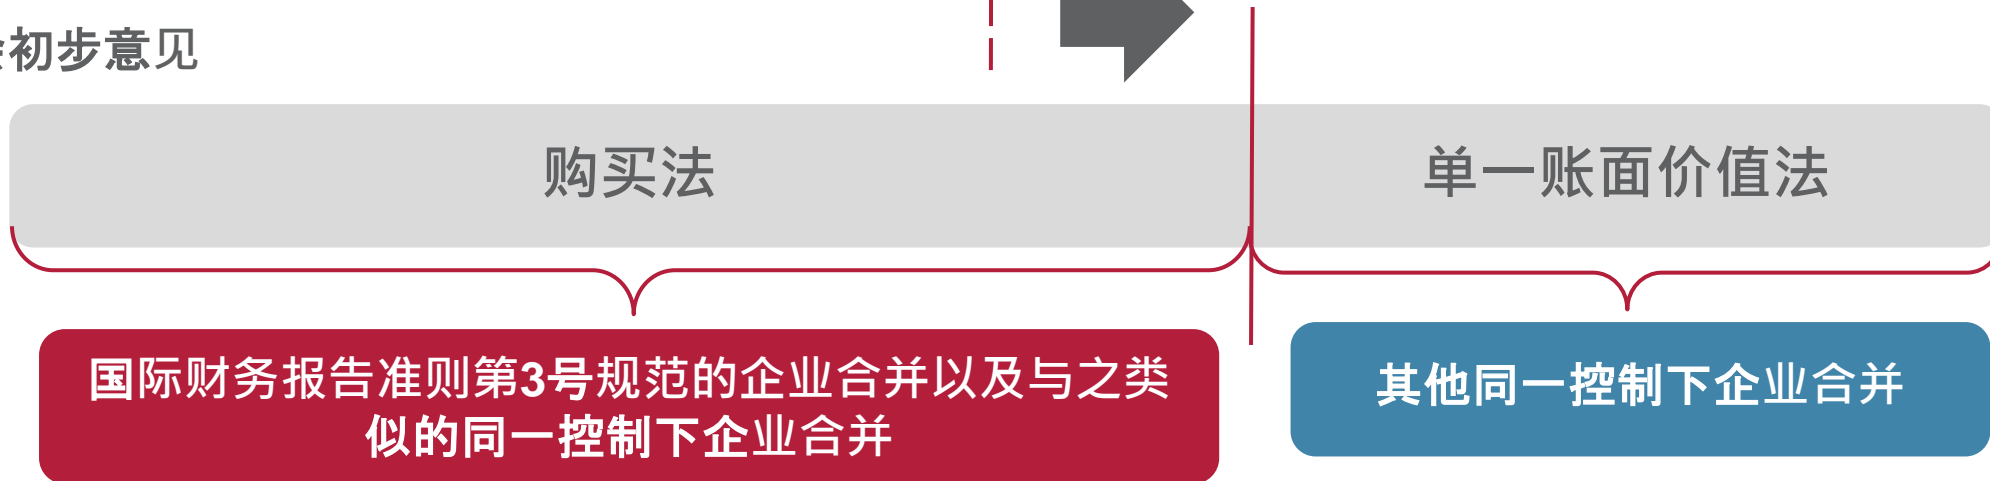 初步意见
购买法
单一账面价值法
国际财务报告准则第3号规范的企业合并以及与之类
似的同一控制下企业合并
其他同一控制下企业合并